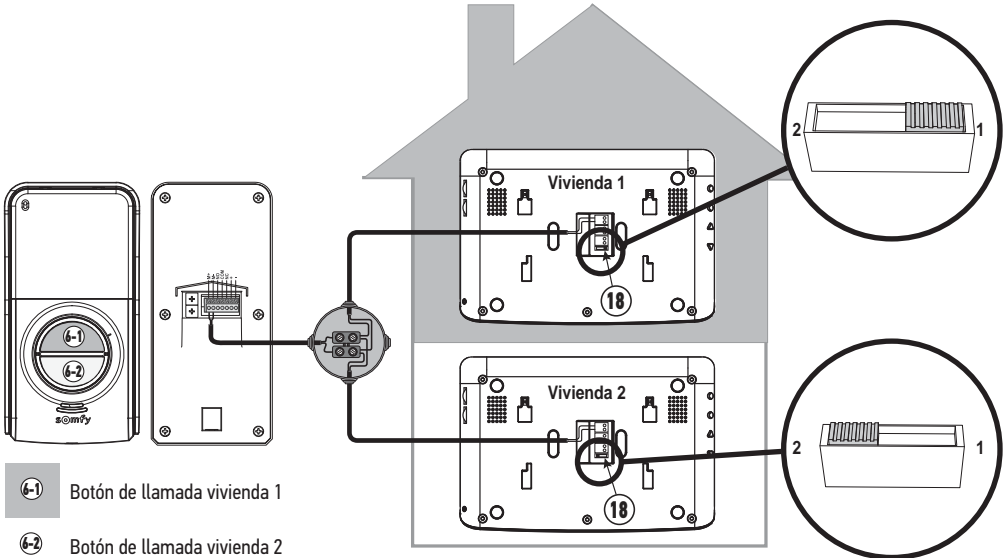 2
1
Vivienda 1
18
6-1
6-2
somfy
Vivienda 2
18
2
1
6-1 Botón de llamada vivienda 1
6-2 Botón de llamada vivienda 2